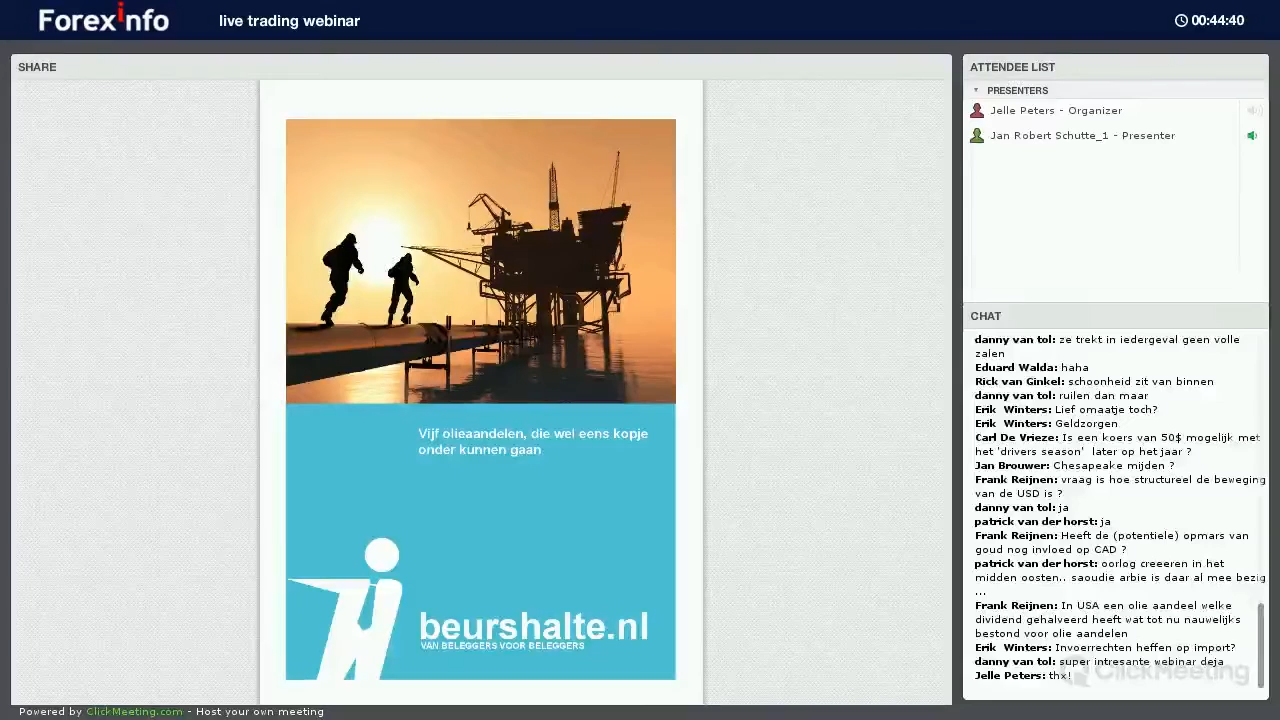 Forexinfo
live trading webinar
00:44:40
SHARE
Vijf olieaandelen, die wel eens kopje
onder kunnen gaan
beurshalte.nl
VAN BELEGGERS VOOR BELEGGERS
ATTENDEE LIST
PRESENTERS
Jelle Peters - Organizer
Jan Robert Schutte_1 - Presenter
CHAT
danny van tol: ze trekt in iedergeval geen volle
zalen
Eduard Walda: haha
Rick van Ginkel: schoonheid zit van binnen
danny van tol: ruilen dan maar
Erik Winters: Lief omaatje toch?
Erik Winters: Geldzorgen
Carl De Vrieze: Is een koers van 50$ mogelijk met
het 'drivers season' later op het jaar ?
Jan Brouwer: Chesapeake mijden ?
Frank Reijnen: vraag is hoe structureel de beweging
van de USD is ?
danny van tol: ja
patrick van der horst: ja
Frank Reijnen: Heeft de (potentiele) opmars van
goud nog invloed op CAD ?
patrick van der horst: oorlog creeeren in het
midden oosten.. saoudie arbie is daar al mee bezig
...
Frank Reijnen: In USA een olie aandeel welke
dividend gehalveerd heeft wat tot nu nauwelijks
bestond voor olie aandelen
Erik Winters: Invoerrechten heffen op import?
danny van tol: super intresante webinar deja
Jelle Peters: thx!
ClickMeeting
Powered by ClickMeeting.com - Host your own meeting